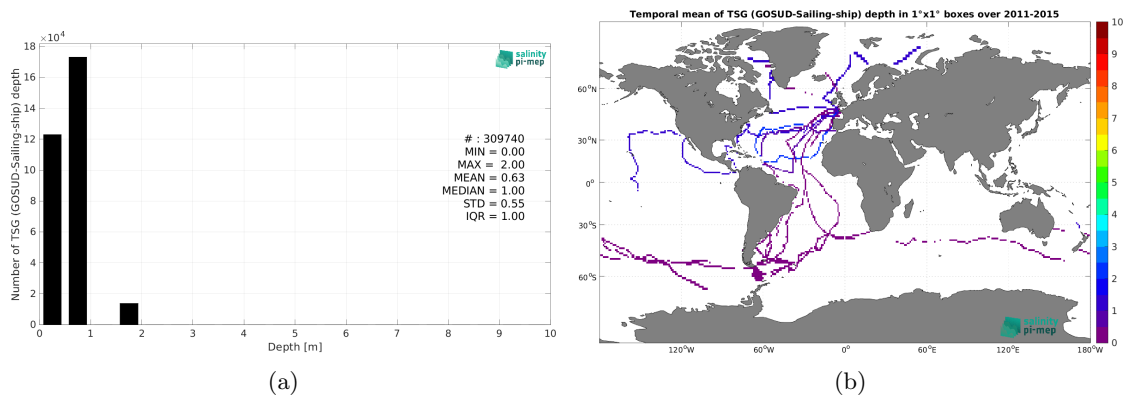 ×10⁴
18
16
14
12
10
8
6
4
2
0
Number of TSG (GOSUD-Sailing-ship) depth
salinity
pi-mep
# : 309740
MIN = 0.00
MAX = 2.00
MEAN = 0.63
MEDIAN = 1.00
STD = 0.55
IQR = 1.00
0 1 2 3 4 5 6 7 8 9 10
Depth [m]
(a)
Temporal mean of TSG (GOSUD-Sailing-ship) depth in 1°x1° boxes over 2011-2015
60°N
30°N
0°
30°S
60°S
120°W 60°W 0° 60°E 120°E 180°W
salinity
pi-mep
10
9
8
7
6
5
4
3
2
1
0
(b)